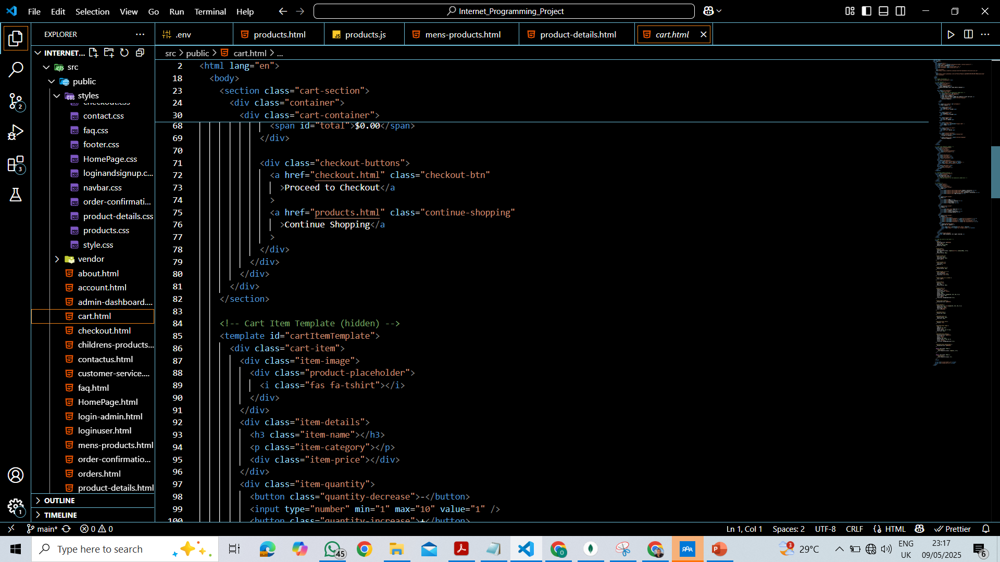 File Edit Selection View Go Run Terminal Help
Internet_Programming_Project
EXPLORER
.env
products.html
products.js
mens-products.html
product-details.html
cart.html
INTERNET...
src > public > cart.html > ...
src
public
styles
checkout.css
contact.css
faq.css
footer.css
HomePage.css
loginandsignup.c...
navbar.css
order-confirmati...
product-details.css
products.css
style.css
vendor
about.html
account.html
admin-dashboard....
cart.html
checkout.html
childrens-products...
contactus.html
customer-service....
faq.html
HomePage.html
login-admin.html
loginuser.html
mens-products.html
order-confirmatio...
orders.html
product-details.html
OUTLINE
TIMELINE
2
3
1
2 <html lang="en">
18 <body>
23 <section class="cart-section">
24 <div class="container">
30 <div class="cart-container">
68 <span id="total">$0.00</span>
69 </div>
70
71 <div class="checkout-buttons">
72 <a href="checkout.html" class="checkout-btn"
73 >Proceed to Checkout</a
74 >
75 <a href="products.html" class="continue-shopping"
76 >Continue Shopping</a
77 >
78 </div>
79 </div>
80 </div>
81 </div>
82 </section>
83
84 <!-- Cart Item Template (hidden) -->
85 <template id="cartItemTemplate">
86 <div class="cart-item">
87 <div class="item-image">
88 <div class="product-placeholder">
89 <i class="fas fa-tshirt"></i>
90 </div>
91 </div>
92 <div class="item-details">
93 <h3 class="item-name"></h3>
94 <p class="item-category"></p>
95 <div class="item-price"></div>
96 </div>
97 <div class="item-quantity">
98 <button class="quantity-decrease">-</button>
99 <input type="number" min="1" max="10" value="1" />
100 <button class="quantity-increase">+</button>
main* 0 0
Ln 1, Col 1 Spaces: 2 UTF-8 CRLF HTML Prettier
Type here to search
45
3
29°C
ENG
UK
23:17
09/05/2025
6